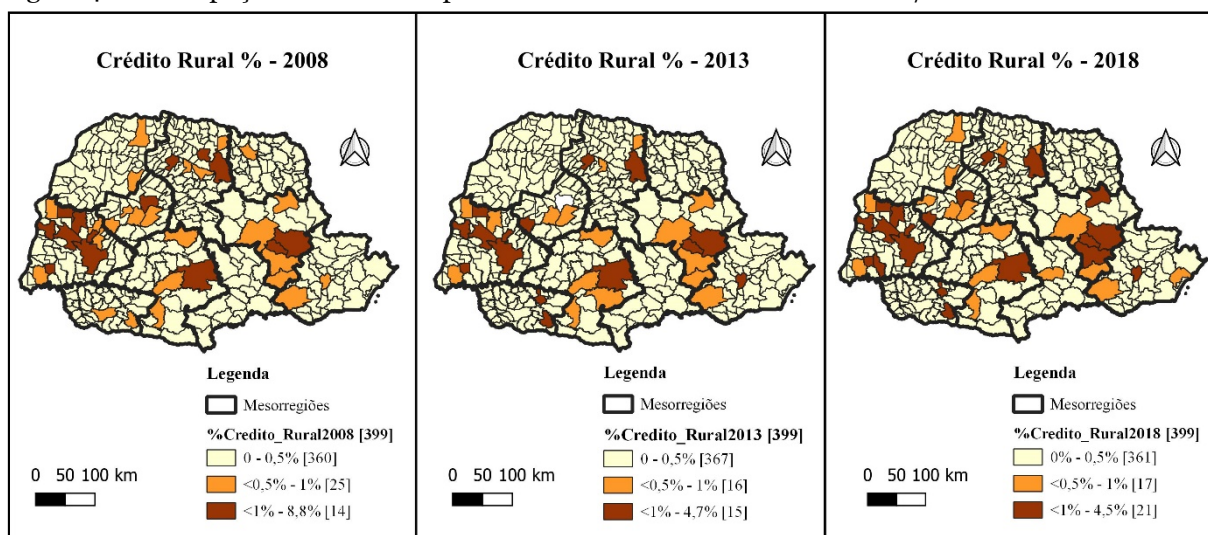 Crédito Rural % - 2008
Legenda
Mesorregiões
%Credito_Rural2008 [399]
0 - 0,5% [360]
<0,5% - 1% [25]
<1% - 8,8% [14]
0 50 100 km
Crédito Rural % - 2013
Legenda
Mesorregiões
%Credito_Rural2013 [399]
0 - 0,5% [367]
<0,5% - 1% [16]
<1% - 4,7% [15]
0 50 100 km
Crédito Rural % - 2018
Legenda
Mesorregiões
%Credito_Rural2018 [399]
0% - 0,5% [361]
<0,5% - 1% [17]
<1% - 4,5% [21]
0 50 100 km